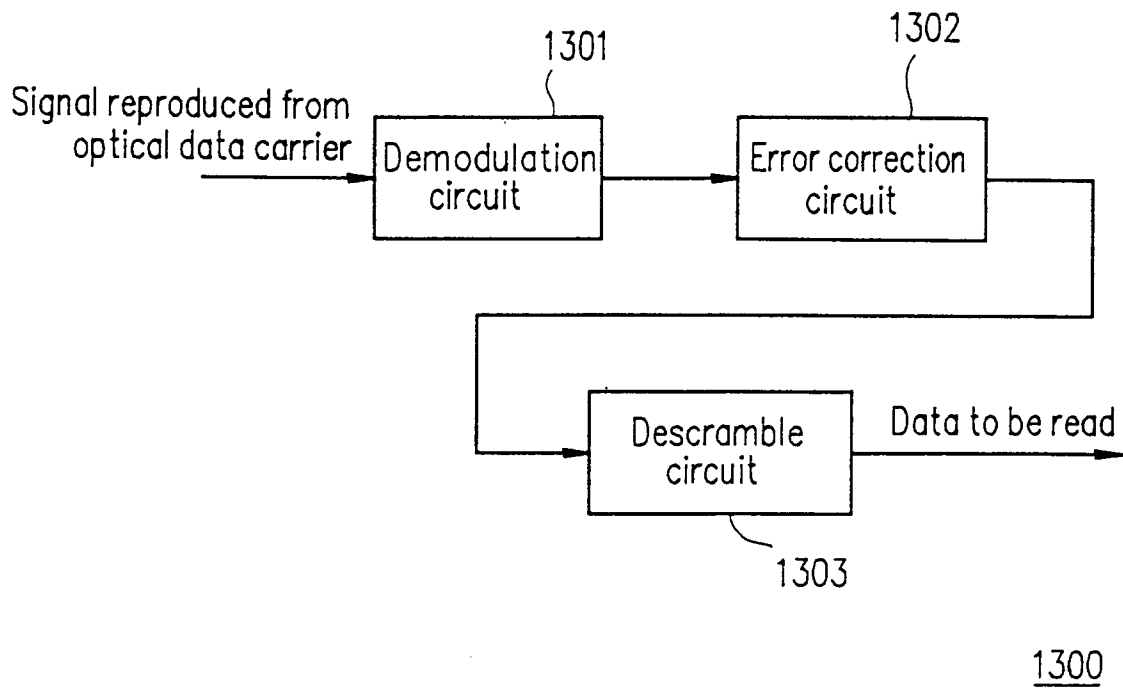 1301
1302
Signal reproduced from
optical data carrier
Demodulation
circuit
Error correction
circuit
Descramble
circuit
Data to be read
1303
1300